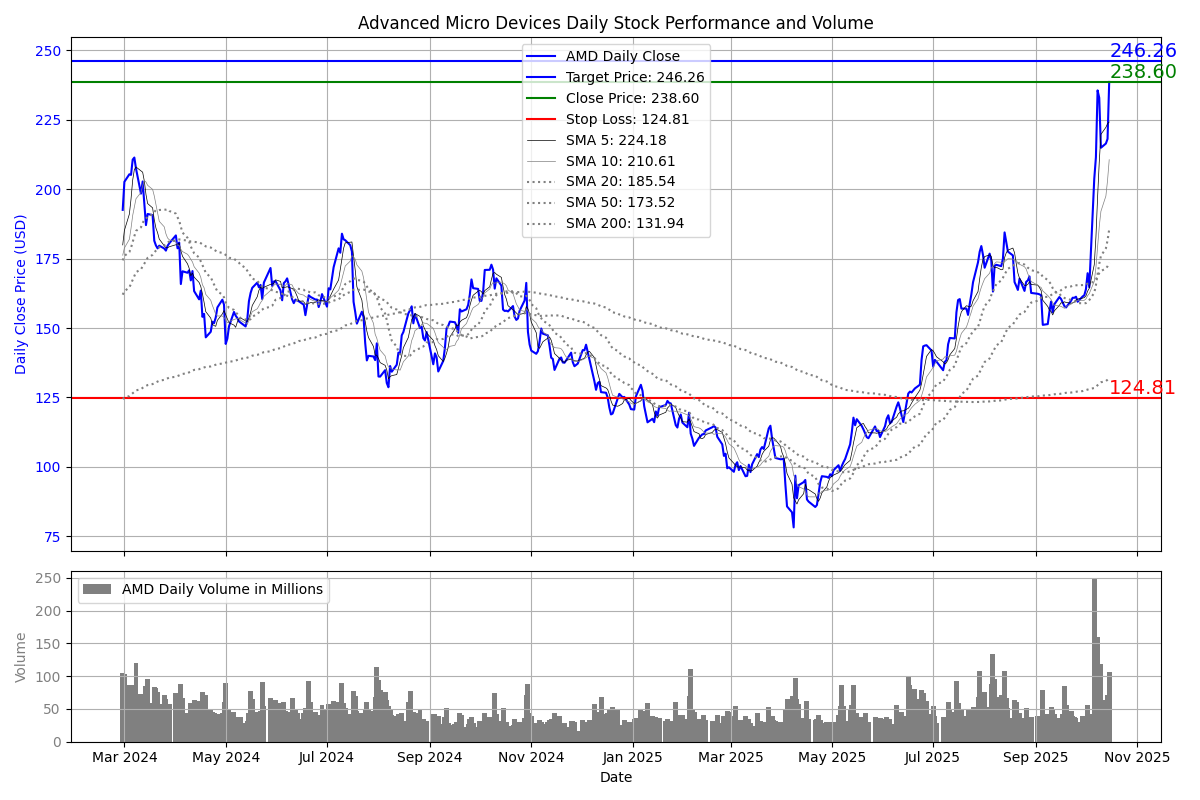 Advanced Micro Devices Daily Stock Performance and Volume
Daily Close Price (USD)
250
225
200
175
150
125
100
75
AMD Daily Close
Target Price: 246.26
Close Price: 238.60
Stop Loss: 124.81
SMA 5: 224.18
SMA 10: 210.61
SMA 20: 185.54
SMA 50: 173.52
SMA 200: 131.94
246.26
238.60
124.81
Volume
250
200
150
100
50
0
AMD Daily Volume in Millions
Mar 2024 May 2024 Jul 2024 Sep 2024 Nov 2024 Jan 2025 Mar 2025 May 2025 Jul 2025 Sep 2025 Nov 2025
Date